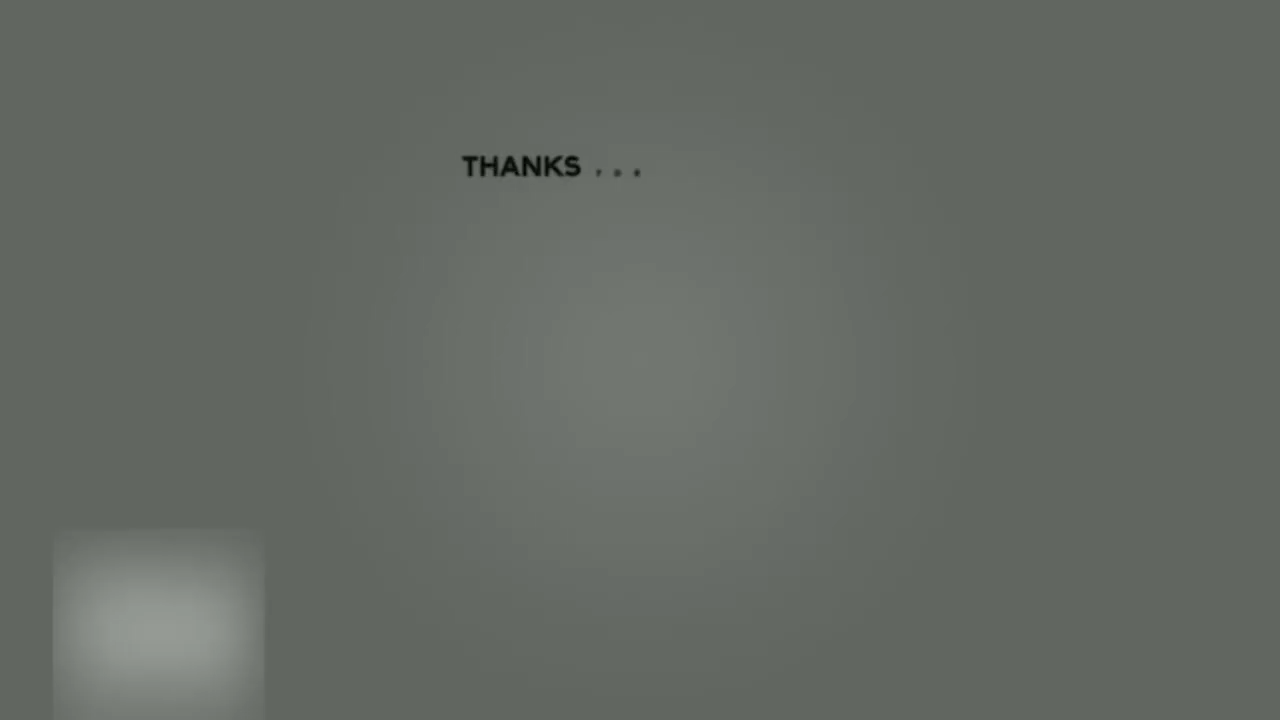 THANKS . . .